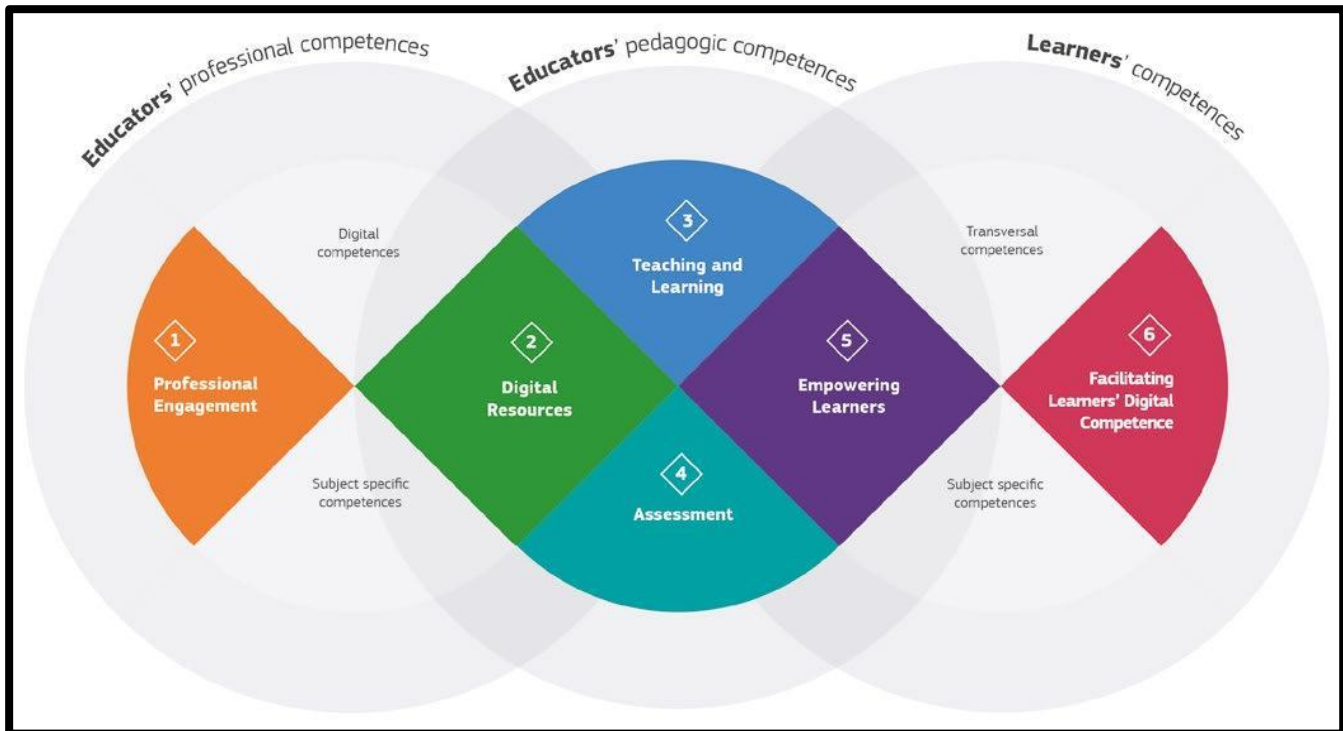 Educators' professional competences
Educators' pedagogic competences
Learners' competences
Digital
competences
Subject specific
competences
1
Professional
Engagement
2
Digital
Resources
3
Teaching and
Learning
4
Assessment
5
Empowering
Learners
Transversal
competences
Subject specific
competences
6
Facilitating
Learners' Digital
Competence